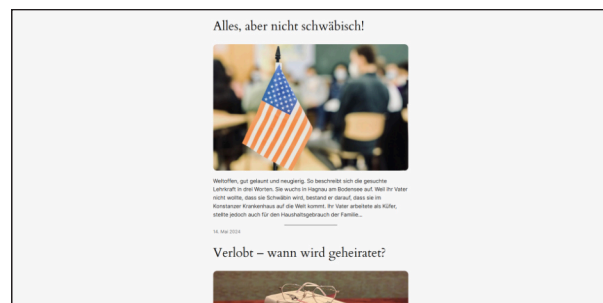 Alles, aber nicht schwäbisch!
Weltoffen, gut gelaunt und neugierig. So beschreibt sich die gesuchte
Lehrkraft in drei Worten. Sie wuchs in Hagnau am Bodensee auf. Weil ihr Vater
nicht wollte, dass sie Schwäbin wird, bestand er darauf, dass sie im
Konstanzer Krankenhaus auf die Welt kommt. Ihr Vater arbeitete als Küfer,
stellte jedoch auch für den Haushaltsgebrauch der Familie...
14. Mai 2024
Verlobt – wann wird geheiratet?